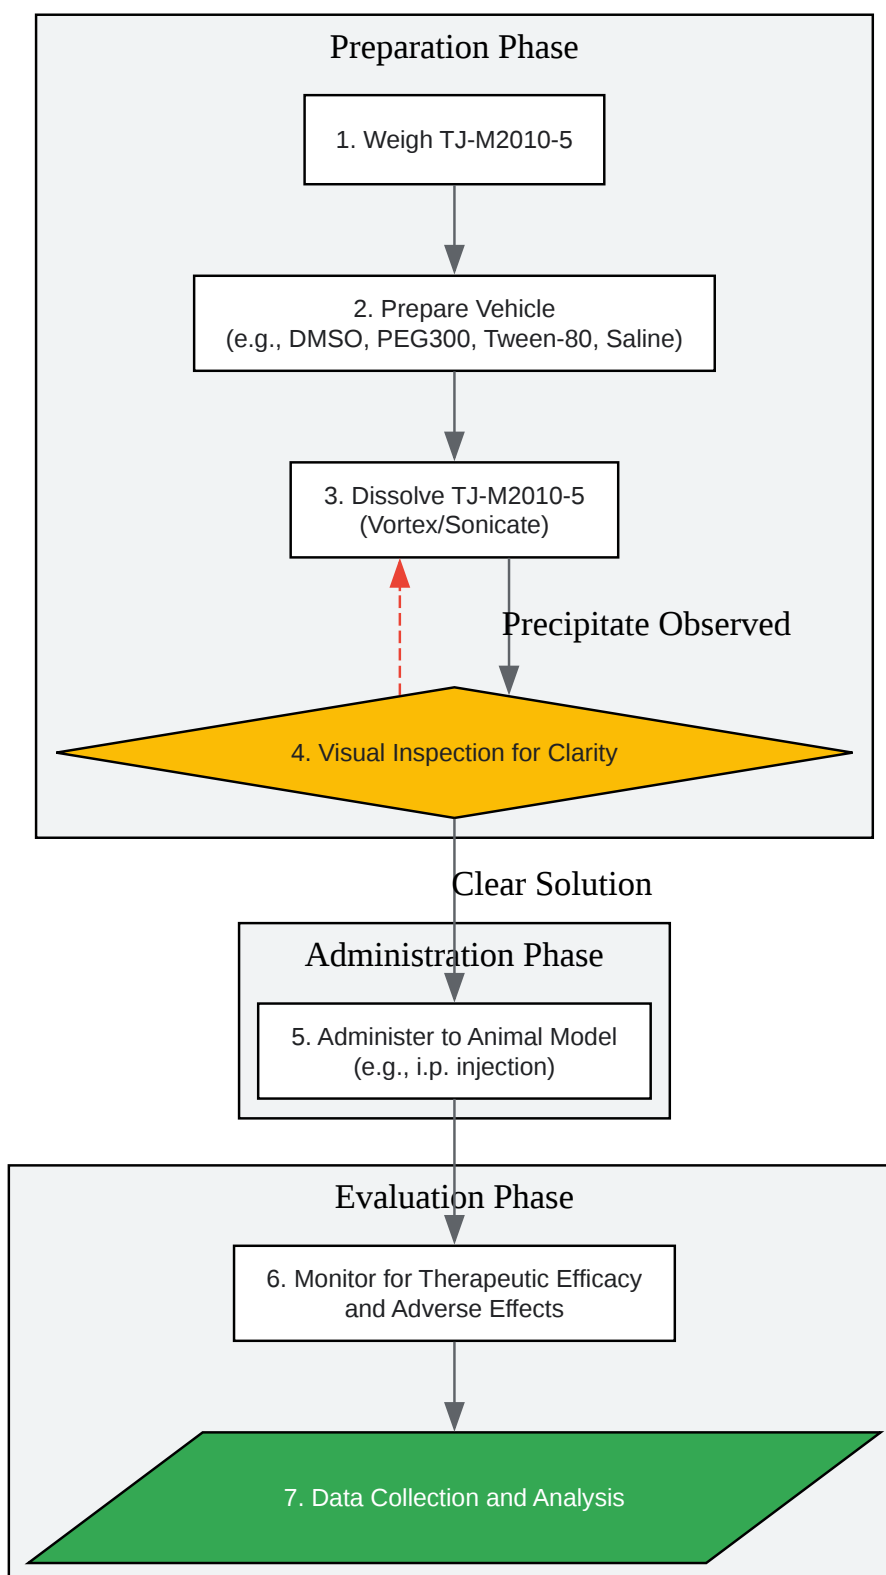 Preparation Phase
1. Weigh TJ-M2010-5
2. Prepare Vehicle
(e.g., DMSO, PEG300, Tween-80, Saline)
3. Dissolve TJ-M2010-5
(Vortex/Sonicate)
Precipitate Observed
4. Visual Inspection for Clarity
Clear Solution
Administration Phase
5. Administer to Animal Model
(e.g., i.p. injection)
Evaluation Phase
6. Monitor for Therapeutic Efficacy
and Adverse Effects
7. Data Collection and Analysis